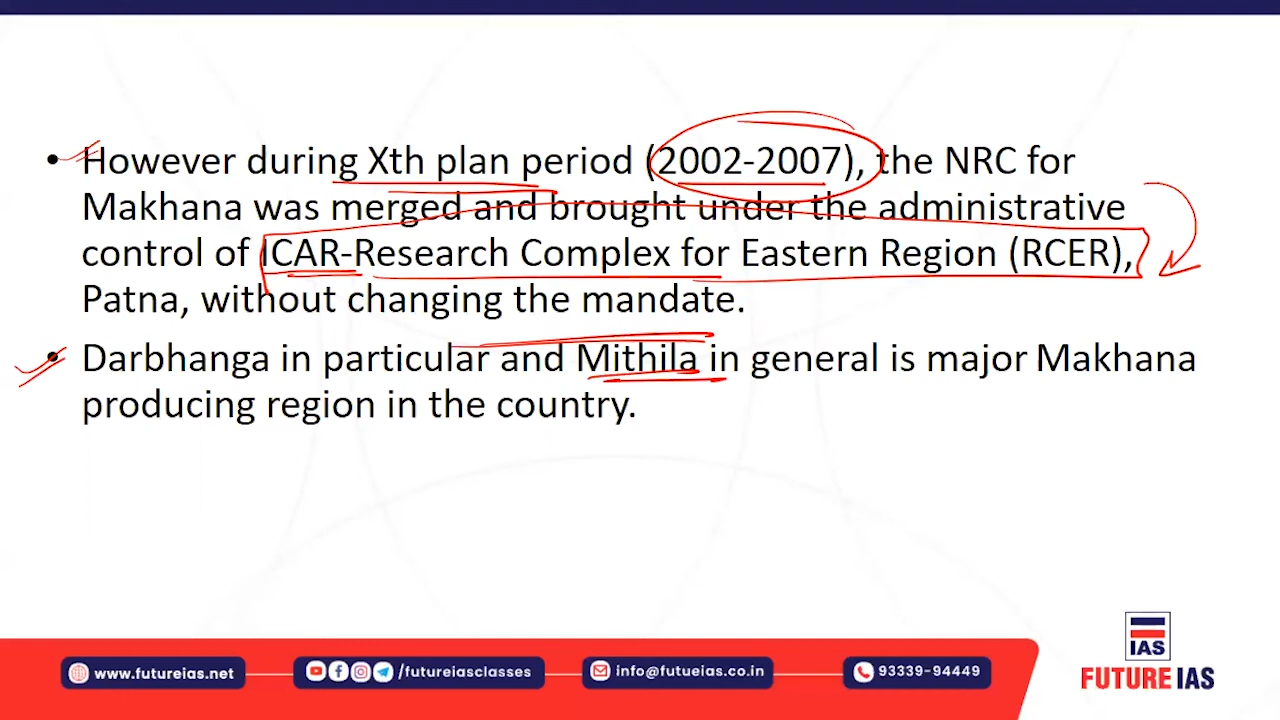 • However during Xth plan period (2002-2007), the NRC for
Makhana was merged and brought under the administrative
control of ICAR-Research Complex for Eastern Region (RCER),
Patna, without changing the mandate.
• Darbhanga in particular and Mithila in general is major Makhana
producing region in the country.
IAS
FUTURE IAS
www.futureias.net
/futureiasclasses
info@futueias.co.in
93339-94449